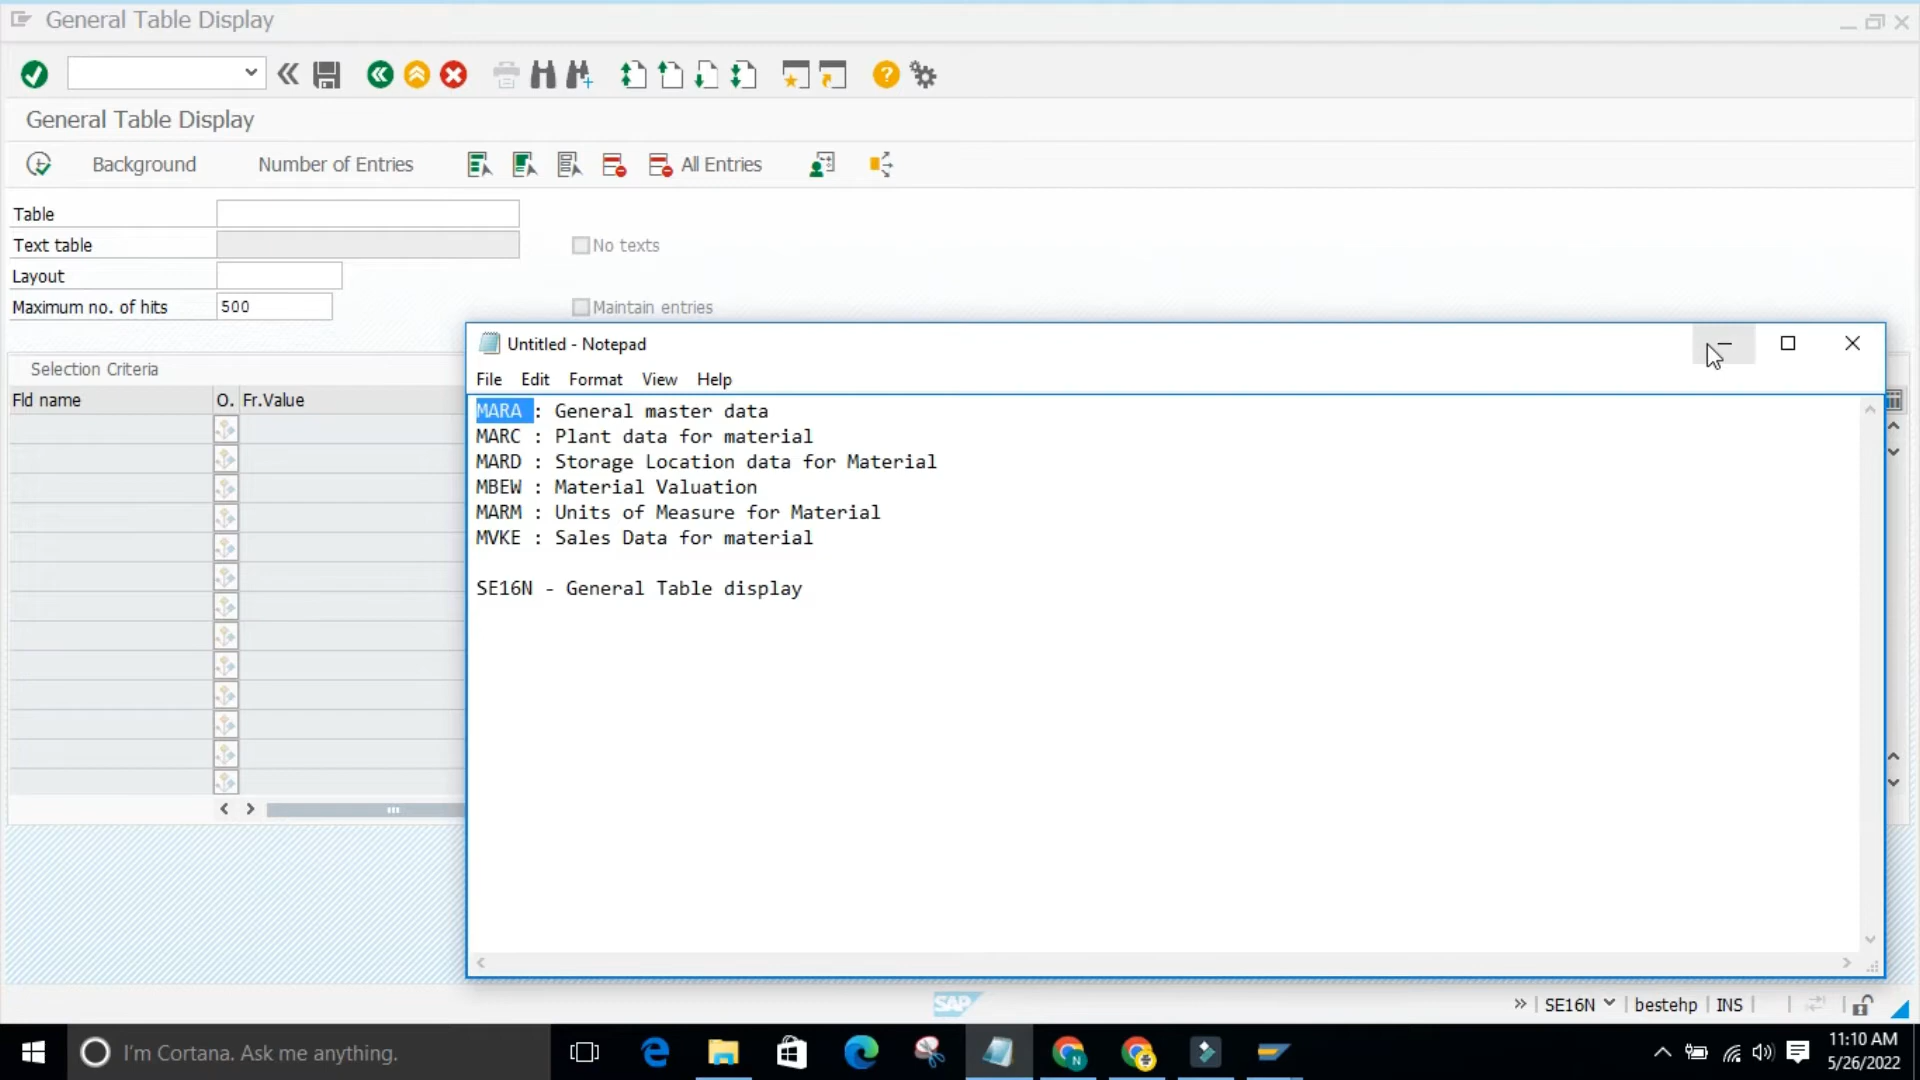 General Table Display
General Table Display
Background Number of Entries All Entries
Table
Text table No texts
Layout
Maximum no. of hits 500 Maintain entries
Selection Criteria
Fld name O. Fr.Value
Untitled - Notepad
File Edit Format View Help
MARA : General master data
MARC : Plant data for material
MARD : Storage Location data for Material
MBEW : Material Valuation
MARM : Units of Measure for Material
MVKE : Sales Data for material
SE16N - General Table display
SAP
SE16N bestehp INS
I'm Cortana. Ask me anything.
N
11:10 AM
5/26/2022